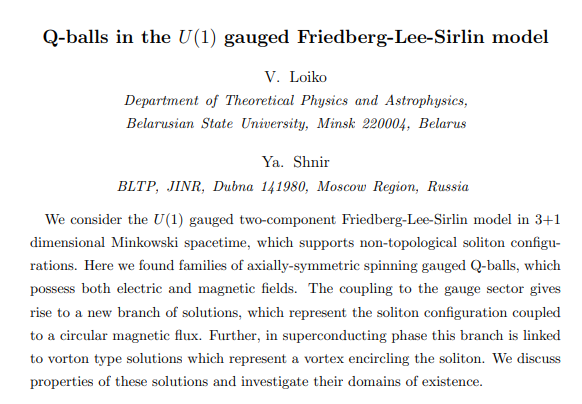 Q-balls in the U(1) gauged Friedberg-Lee-Sirlin model
V. Loiko
Department of Theoretical Physics and Astrophysics,
Belarusian State University, Minsk 220004, Belarus
Ya. Shnir
BLTP, JINR, Dubna 141980, Moscow Region, Russia
We consider the U(1) gauged two-component Friedberg-Lee-Sirlin model in 3+1
dimensional Minkowski spacetime, which supports non-topological soliton configu-
rations. Here we found families of axially-symmetric spinning gauged Q-balls, which
possess both electric and magnetic fields. The coupling to the gauge sector gives
rise to a new branch of solutions, which represent the soliton configuration coupled
to a circular magnetic flux. Further, in superconducting phase this branch is linked
to vorton type solutions which represent a vortex encircling the soliton. We discuss
properties of these solutions and investigate their domains of existence.